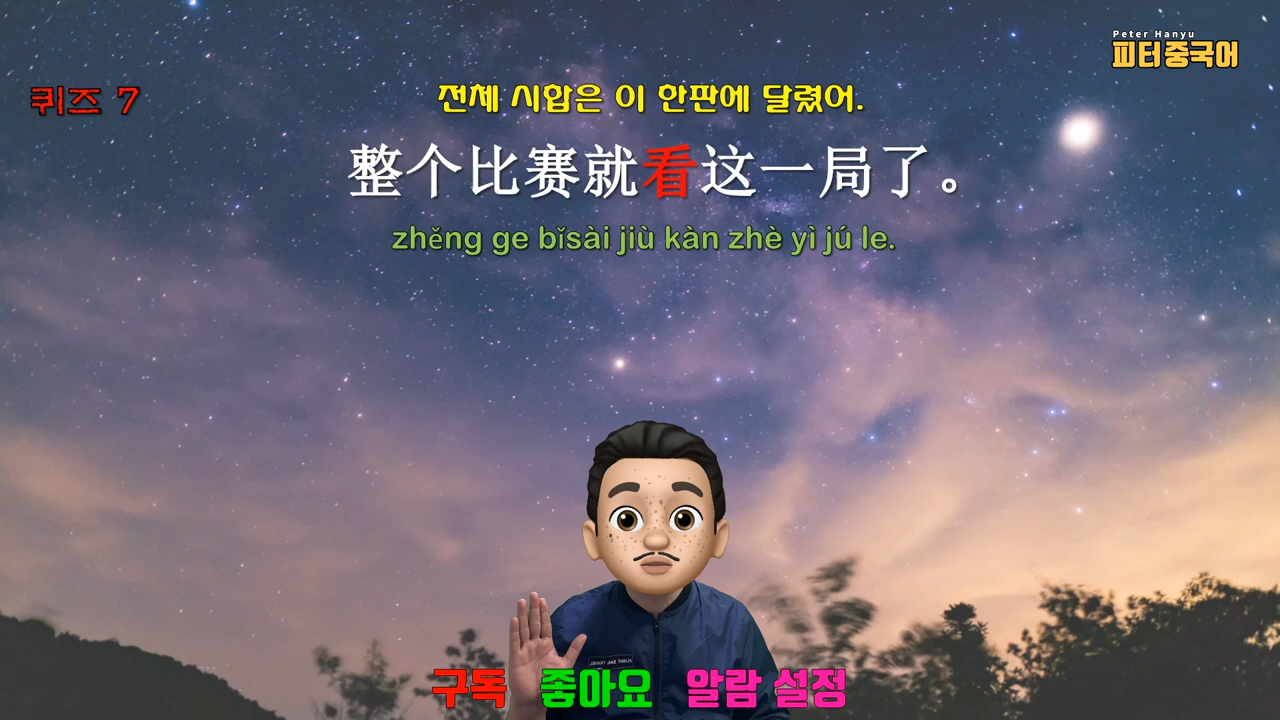 Peter Hanyu
피터 중국어
퀴즈 7
전체 시합은 이 한판에 달렸어.
整个比赛就看这一局了。
zhěng ge bǐsài jiù kàn zhè yì jú le.
구독 좋아요 알람 설정